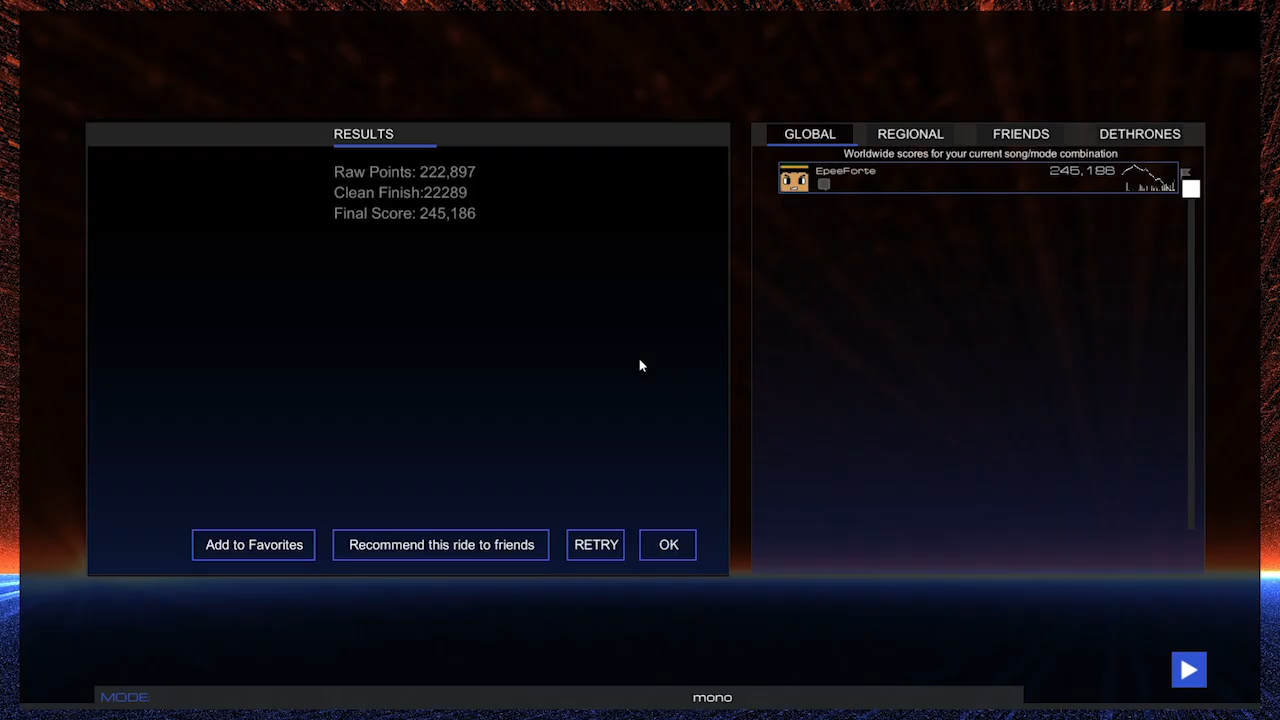 RESULTS
Raw Points: 222,897
Clean Finish:22289
Final Score: 245,186
Add to Favorites
Recommend this ride to friends
RETRY
OK
GLOBAL
REGIONAL
FRIENDS
DETHRONES
Worldwide scores for your current song/mode combination
EpeeForte
245,186
MODE
mono